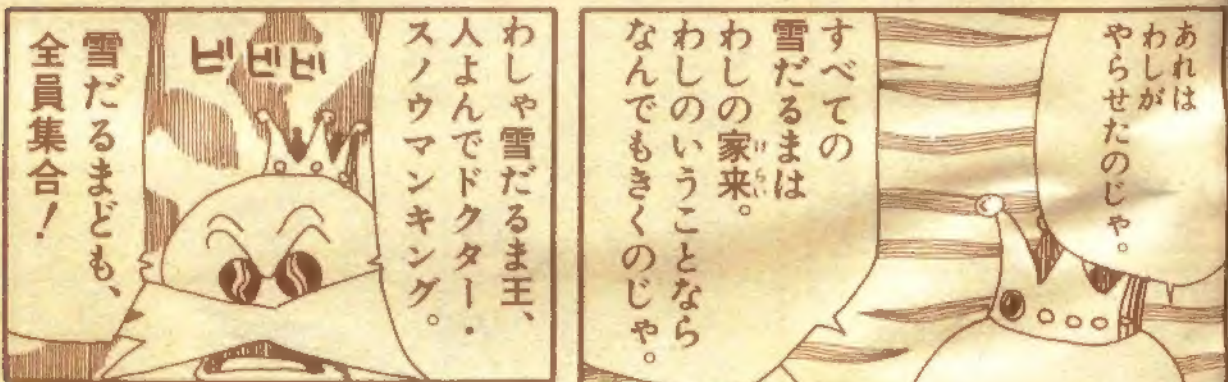 あれは
わしが
やらせたのじゃ。
すべての
雪だるまは
わしの家来。
けらい
わしのいうことなら
なんでもきくのじゃ。
わしゃ雪だるま王、
人よんでドクター・
スノウマンキング。
ビビビ
雪だるまども、
全員集合!